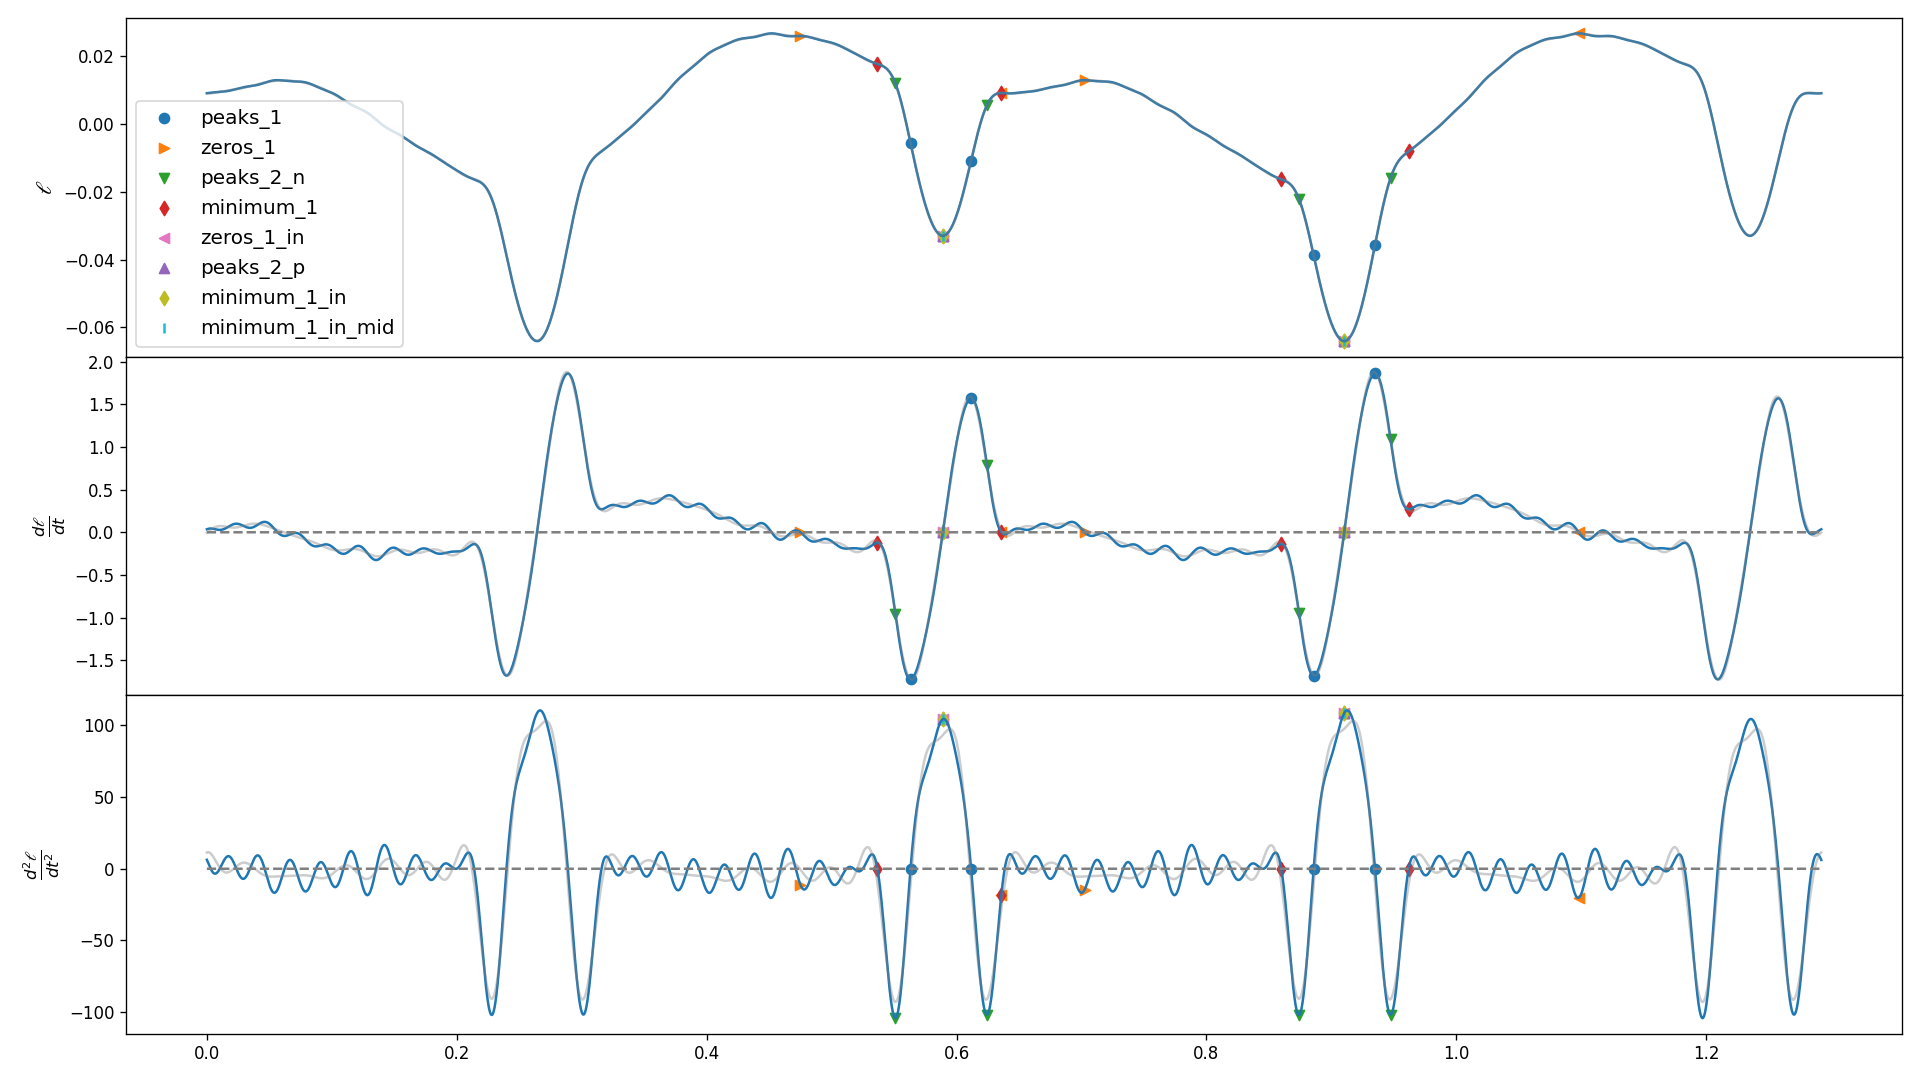 0.02
0.00
−0.02
−0.04
−0.06
ℓ
peaks_1
zeros_1
peaks_2_n
minimum_1
zeros_1_in
peaks_2_p
minimum_1_in
minimum_1_in_mid
2.0
1.5
1.0
0.5
0.0
−0.5
−1.0
−1.5
dℓ
dt
100
50
0
−50
−100
d²ℓ
dt²
0.0 0.2 0.4 0.6 0.8 1.0 1.2